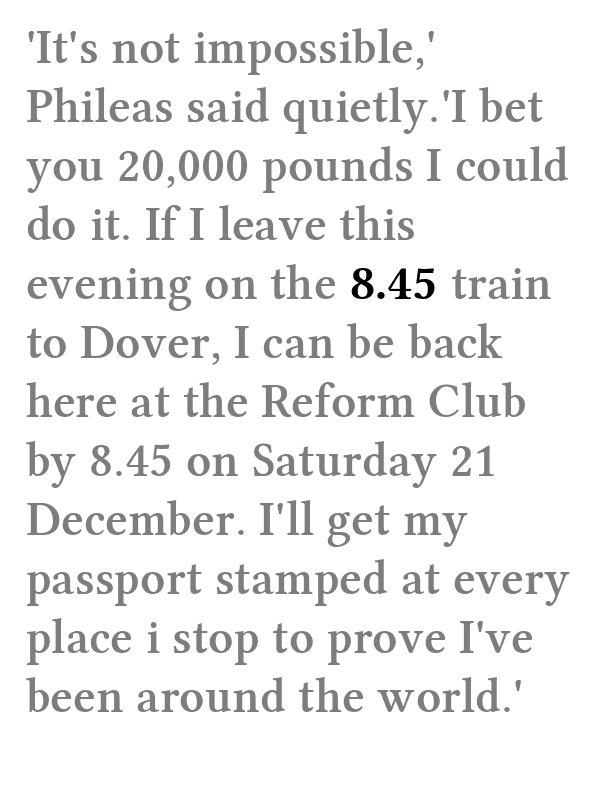 'It's not impossible,'
Phileas said quietly.'I bet
you 20,000 pounds I could
do it. If I leave this
evening on the 8.45 train
to Dover, I can be back
here at the Reform Club
by 8.45 on Saturday 21
December. I'll get my
passport stamped at every
place i stop to prove I've
been around the world.'